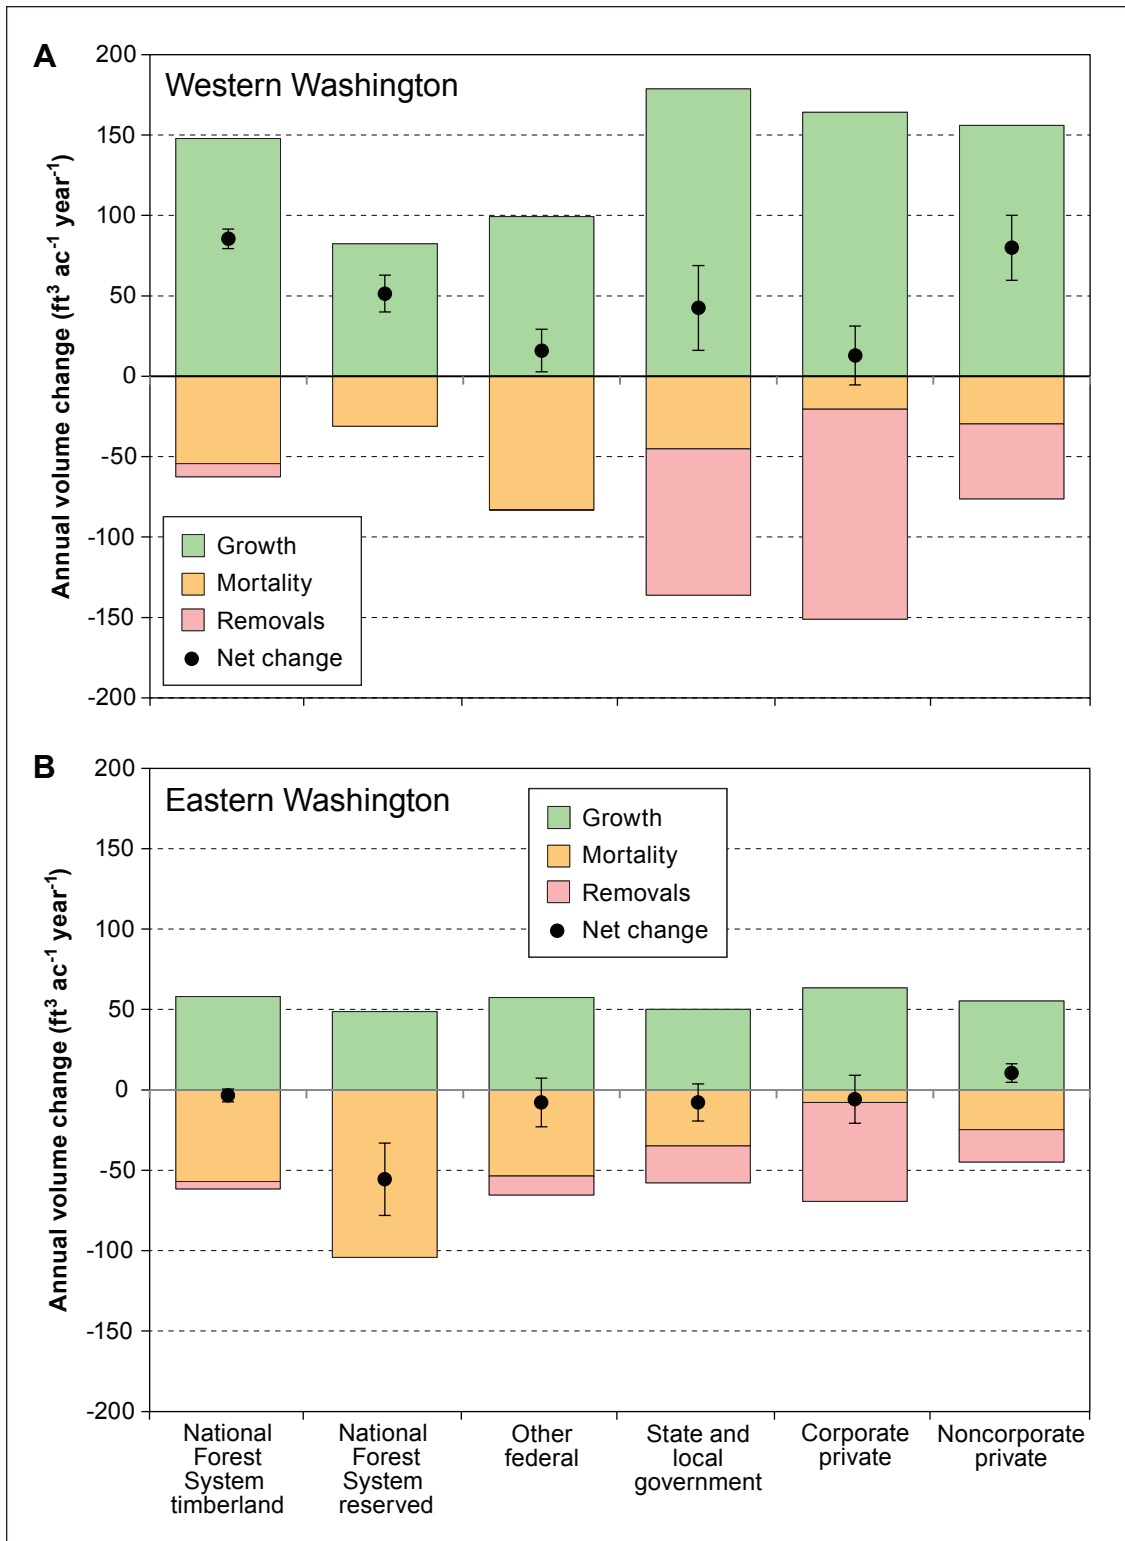 A
Western Washington
Annual volume change (ft³ ac⁻¹ year⁻¹)
200
150
100
50
0
-50
-100
-150
-200
Growth
Mortality
Removals
Net change
B
Eastern Washington
Annual volume change (ft³ ac⁻¹ year⁻¹)
200
150
100
50
0
-50
-100
-150
-200
Growth
Mortality
Removals
Net change
National
Forest
System
timberland
National
Forest
System
reserved
Other
federal
State and
local
government
Corporate
private
Noncorporate
private